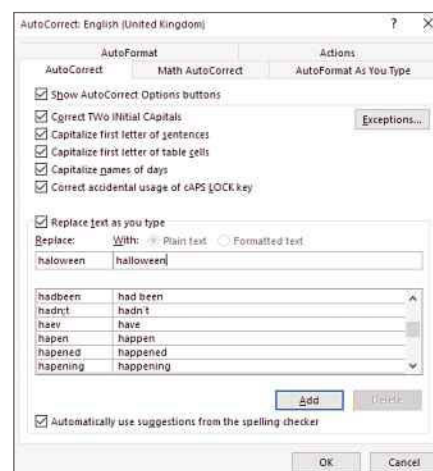 AutoCorrect: English (United Kingdom) ? X
AutoFormat Actions
AutoCorrect Math AutoCorrect AutoFormat As You Type
Show AutoCorrect Options buttons
Correct TWo INitial CApitals Exceptions...
Capitalize first letter of sentences
Capitalize first letter of table cells
Capitalize names of days
Correct accidental usage of cAPS LOCK key
Replace text as you type
Replace: With: Plain text Formatted text
haloween halloween
hadbeen had been
hadn;t hadn't
haev have
hapen happen
hapened happened
hapening happening
Add Delete
Automatically use suggestions from the spelling checker
OK Cancel